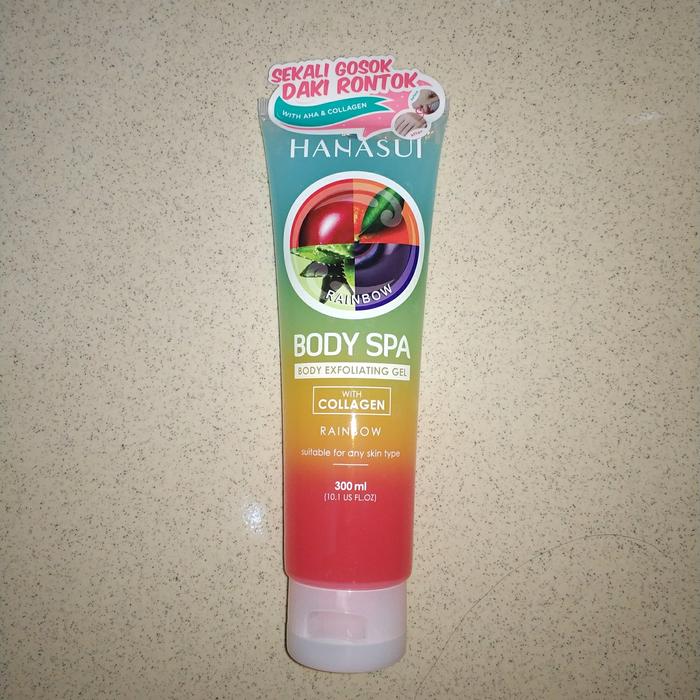 SEKALI GOSOK
DAKI RONTOK
WITH AHA & COLLAGEN
HANASUI
RAINBOW
BODY SPA
BODY EXFOLIATING GEL
WITH
COLLAGEN
RAINBOW
suitable for any skin type
300 ml
(10.1 US FL.OZ)